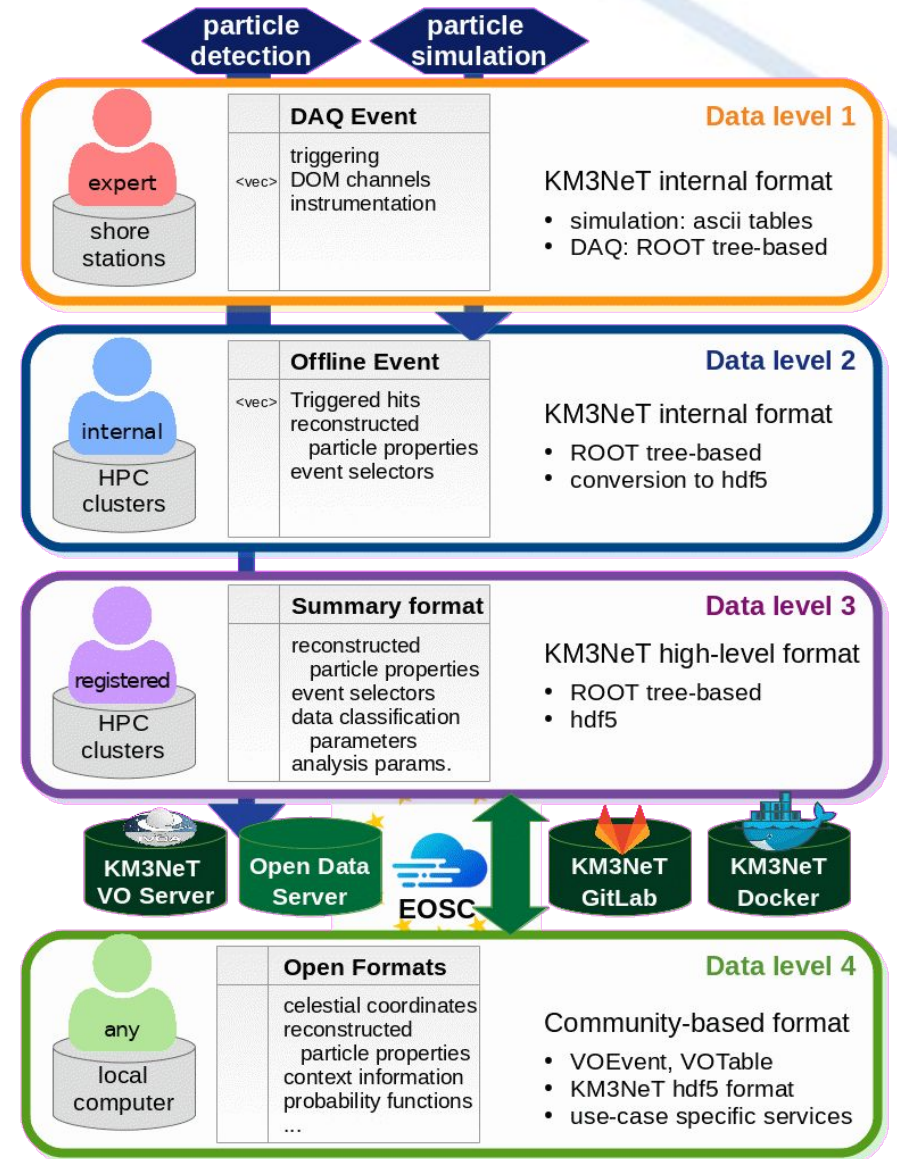 particle
detection
particle
simulation
expert
shore
stations
DAQ Event
<vec>
triggering
DOM channels
instrumentation
Data level 1
KM3NeT internal format
• simulation: ascii tables
• DAQ: ROOT tree-based
internal
HPC
clusters
Offline Event
<vec>
Triggered hits
reconstructed
particle properties
event selectors
Data level 2
KM3NeT internal format
• ROOT tree-based
• conversion to hdf5
registered
HPC
clusters
Summary format
reconstructed
particle properties
event selectors
data classification
parameters
analysis params.
Data level 3
KM3NeT high-level format
• ROOT tree-based
• hdf5
KM3NeT
VO Server
Open Data
Server
EOSC
KM3NeT
GitLab
KM3NeT
Docker
any
local
computer
Open Formats
celestial coordinates
reconstructed
particle properties
context information
probability functions
...
Data level 4
Community-based format
• VOEvent, VOTable
• KM3NeT hdf5 format
• use-case specific services